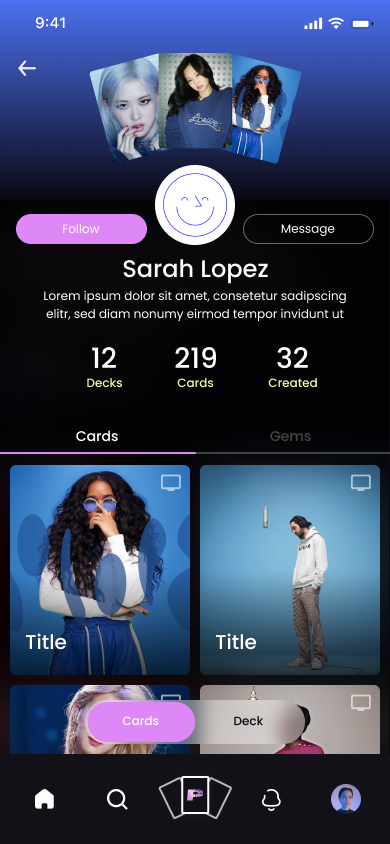 9:41
Loewe
Follow
Message
Sarah Lopez
Lorem ipsum dolor sit amet, consetetur sadipscing
elitr, sed diam nonumy eirmod tempor invidunt ut
12
219
32
Decks
Cards
Created
Cards
Gems
Title
Title
Cards
Deck